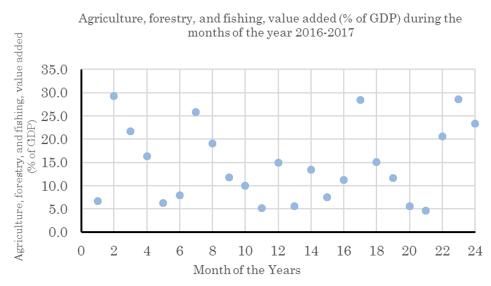 Agriculture, forestry, and fishing, value added (% of GDP) during the
months of the year 2016-2017
Agriculture, forestry, and fishing, value added
(% of GDP)
35.0
30.0
25.0
20.0
15.0
10.0
5.0
0.0
0 2 4 6 8 10 12 14 16 18 20 22 24
Month of the Years